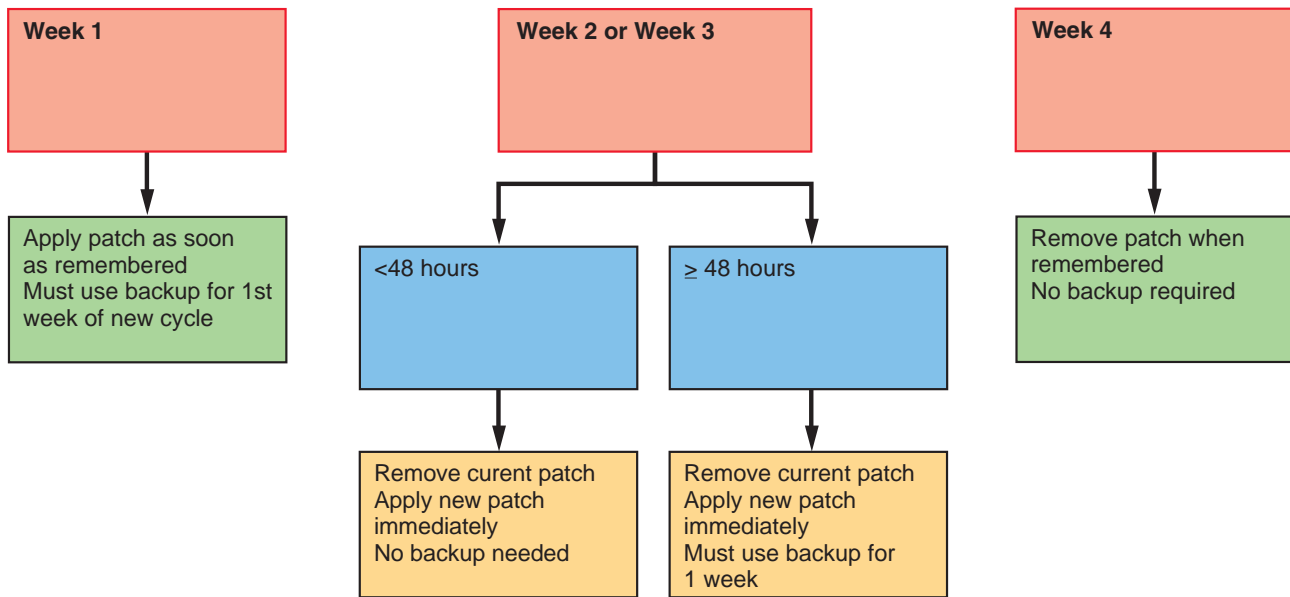 Week 1
Week 2 or Week 3
Week 4
Apply patch as soon
as remembered
Must use backup for 1st
week of new cycle
<48 hours
≥ 48 hours
Remove patch when
remembered
No backup required
Remove curent patch
Apply new patch
immediately
No backup needed
Remove current patch
Apply new patch
immediately
Must use backup for
1 week